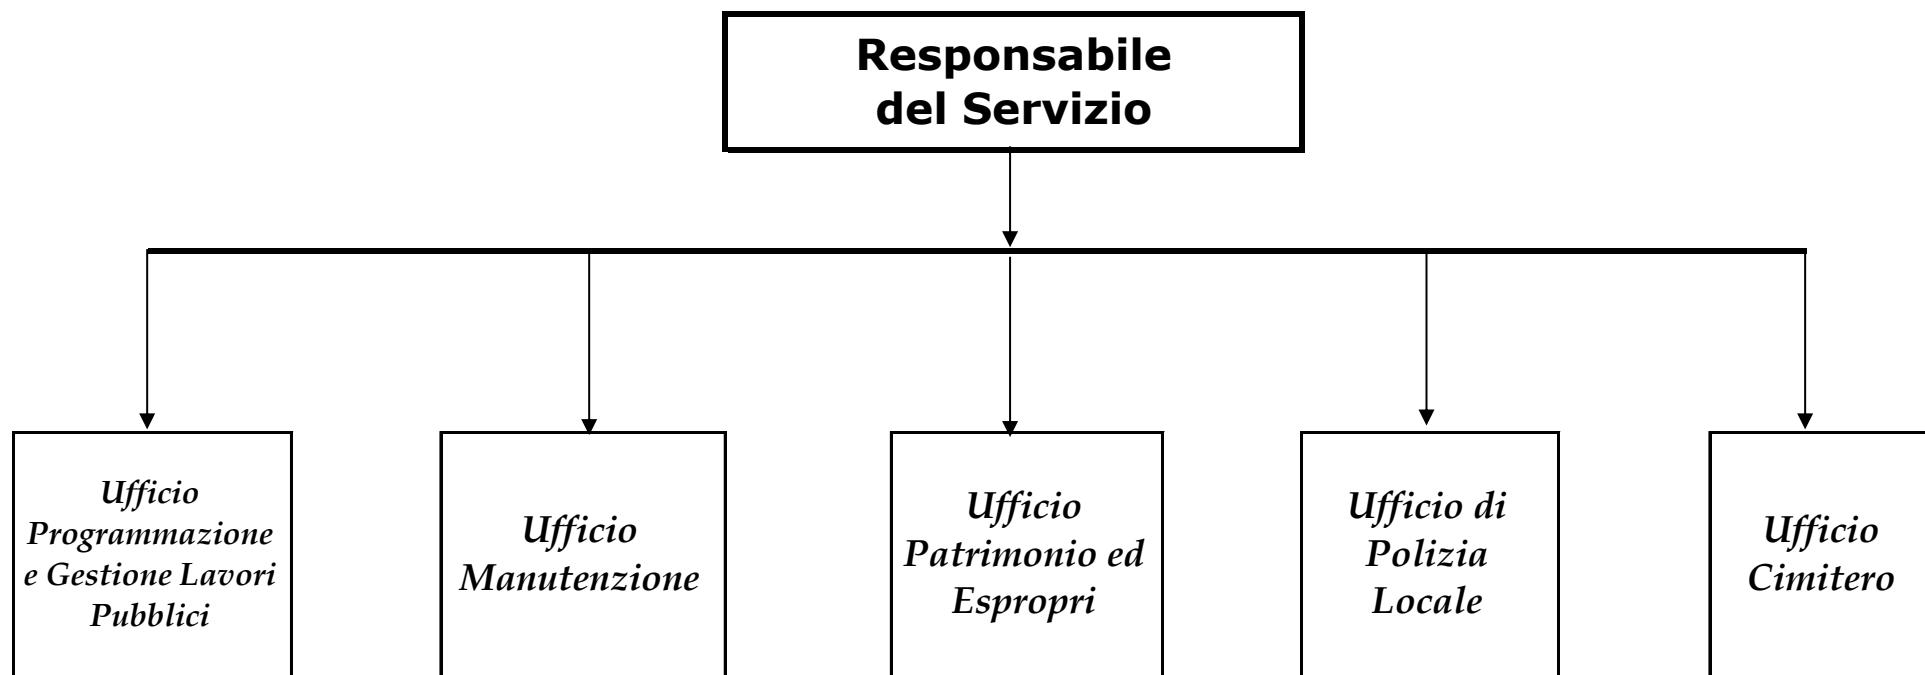 Responsabile
del Servizio
Ufficio
Programmazione
e Gestione Lavori
Pubblici
Ufficio
Manutenzione
Ufficio
Patrimonio ed
Espropri
Ufficio di
Polizia
Locale
Ufficio
Cimitero